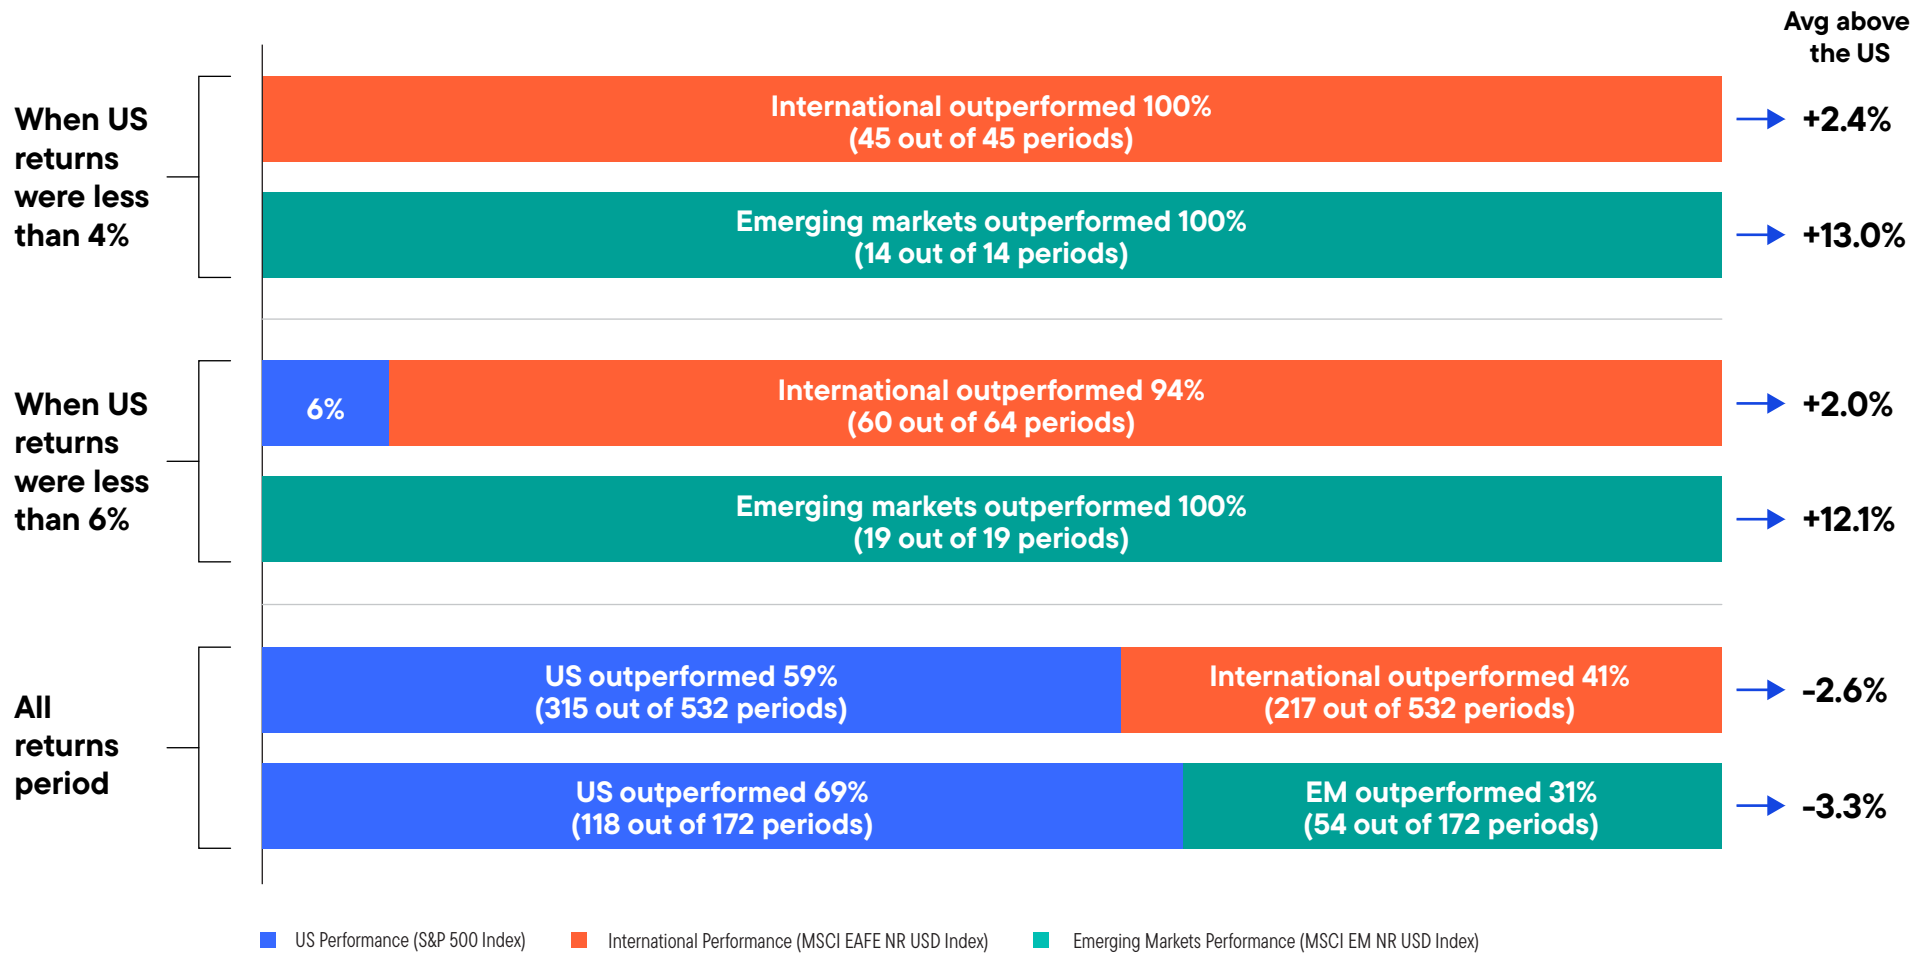 Avg above
the US
When US
returns
were less
than 4%
International outperformed 100%
(45 out of 45 periods)
+2.4%
Emerging markets outperformed 100%
(14 out of 14 periods)
+13.0%
When US
returns
were less
than 6%
6%
International outperformed 94%
(60 out of 64 periods)
+2.0%
Emerging markets outperformed 100%
(19 out of 19 periods)
+12.1%
All
returns
period
US outperformed 59%
(315 out of 532 periods)
International outperformed 41%
(217 out of 532 periods)
-2.6%
US outperformed 69%
(118 out of 172 periods)
EM outperformed 31%
(54 out of 172 periods)
-3.3%
US Performance (S&P 500 Index)
International Performance (MSCI EAFE NR USD Index)
Emerging Markets Performance (MSCI EM NR USD Index)